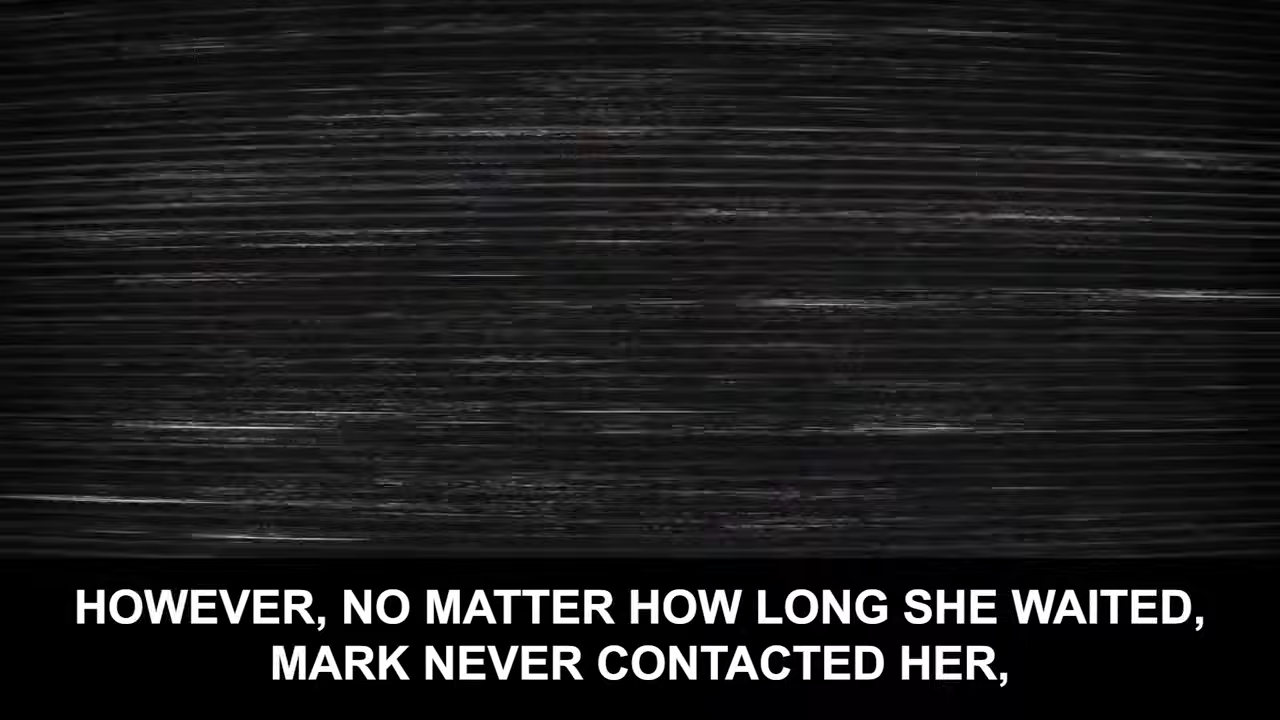 HOWEVER, NO MATTER HOW LONG SHE WAITED,
MARK NEVER CONTACTED HER,